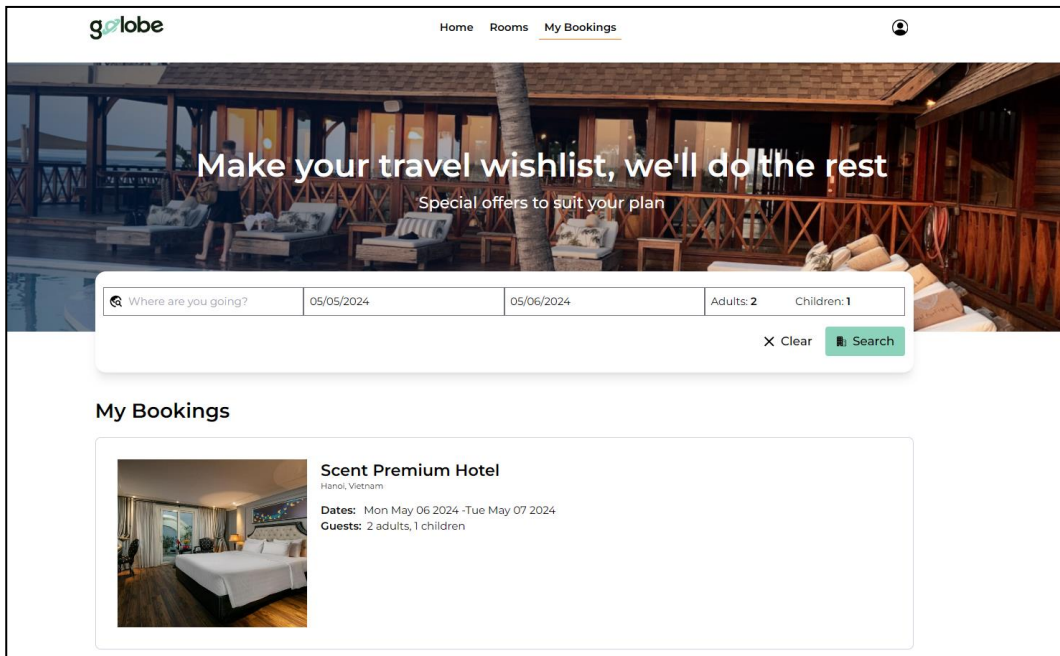 golobe
Home Rooms My Bookings
Make your travel wishlist, we'll do the rest
Special offers to suit your plan
Where are you going? 05/05/2024 05/06/2024 Adults: 2 Children: 1
Clear Search
My Bookings
Scent Premium Hotel
Hanoi, Vietnam
Dates: Mon May 06 2024 -Tue May 07 2024
Guests: 2 adults, 1 children